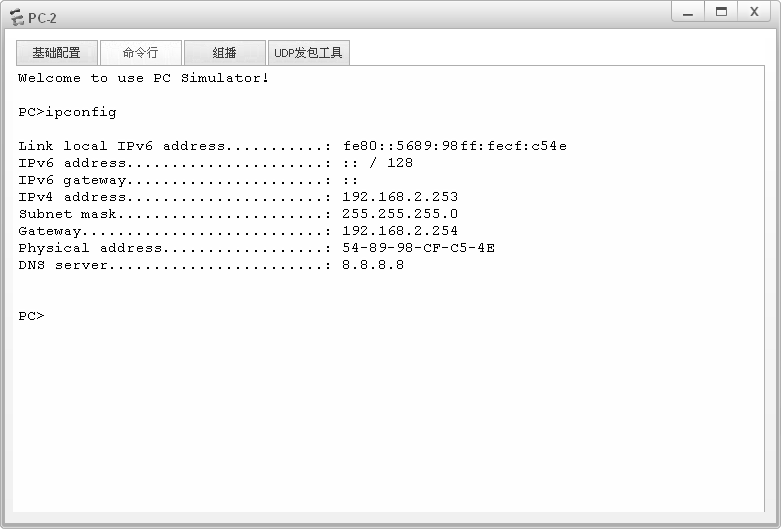 PC-2
X
基础配置 命令行 组播 UDP发包工具
Welcome to use PC Simulator!
PC>ipconfig
Link local IPv6 address...........: fe80::5689:98ff:fecf:c54e
IPv6 address......................: :: / 128
IPv6 gateway......................: ::
IPv4 address......................: 192.168.2.253
Subnet mask.......................: 255.255.255.0
Gateway...........................: 192.168.2.254
Physical address..................: 54-89-98-CF-C5-4E
DNS server........................: 8.8.8.8
PC>